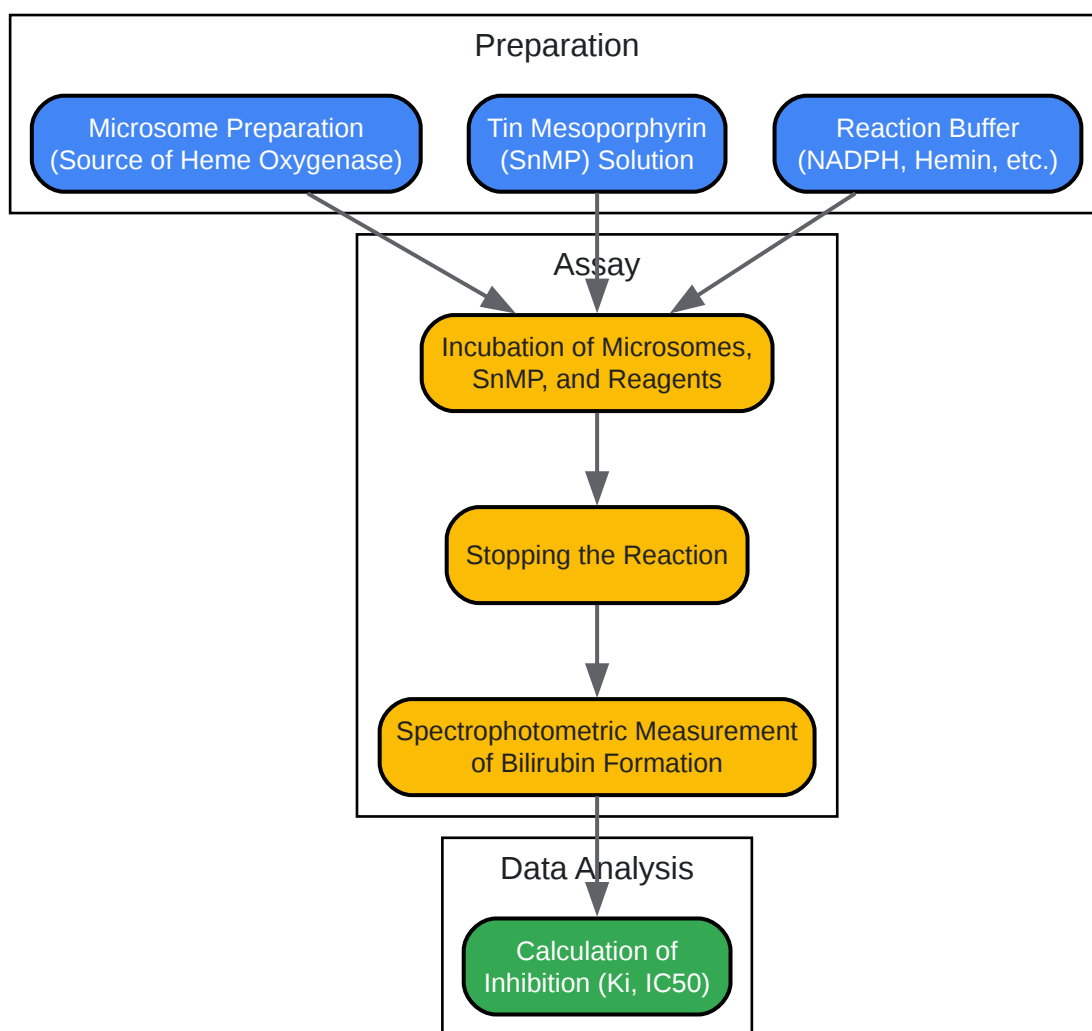 Preparation
Microsome Preparation
(Source of Heme Oxygenase)
Tin Mesoporphyrin
(SnMP) Solution
Reaction Buffer
(NADPH, Hemin, etc.)
Assay
Incubation of Microsomes,
SnMP, and Reagents
Stopping the Reaction
Spectrophotometric Measurement
of Bilirubin Formation
Data Analysis
Calculation of
Inhibition (Ki, IC50)